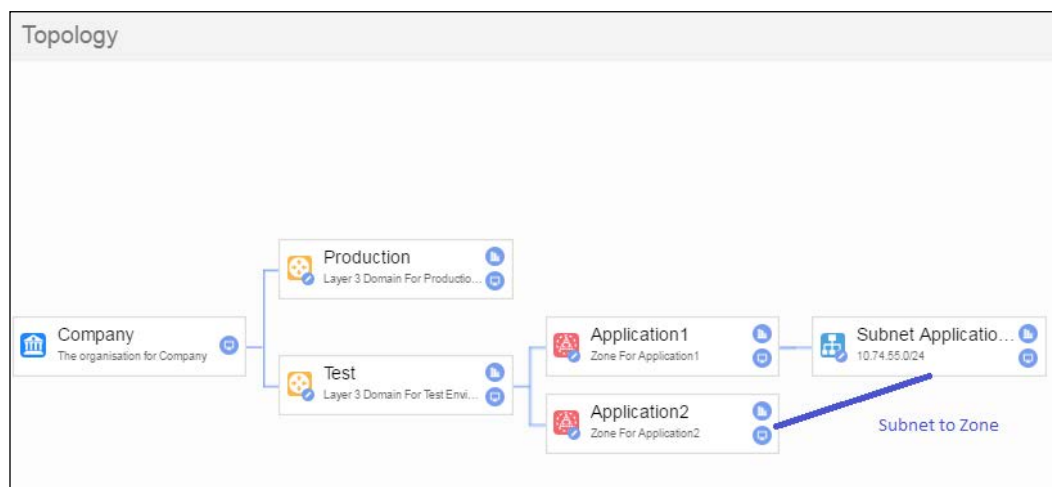 Topology
Production
Layer 3 Domain For Productio...
Company
The organisation for Company
Application1
Zone For Application1
Subnet Applicatio...
10.74.55.0/24
Test
Layer 3 Domain For Test Envi...
Application2
Zone For Application2
Subnet to Zone